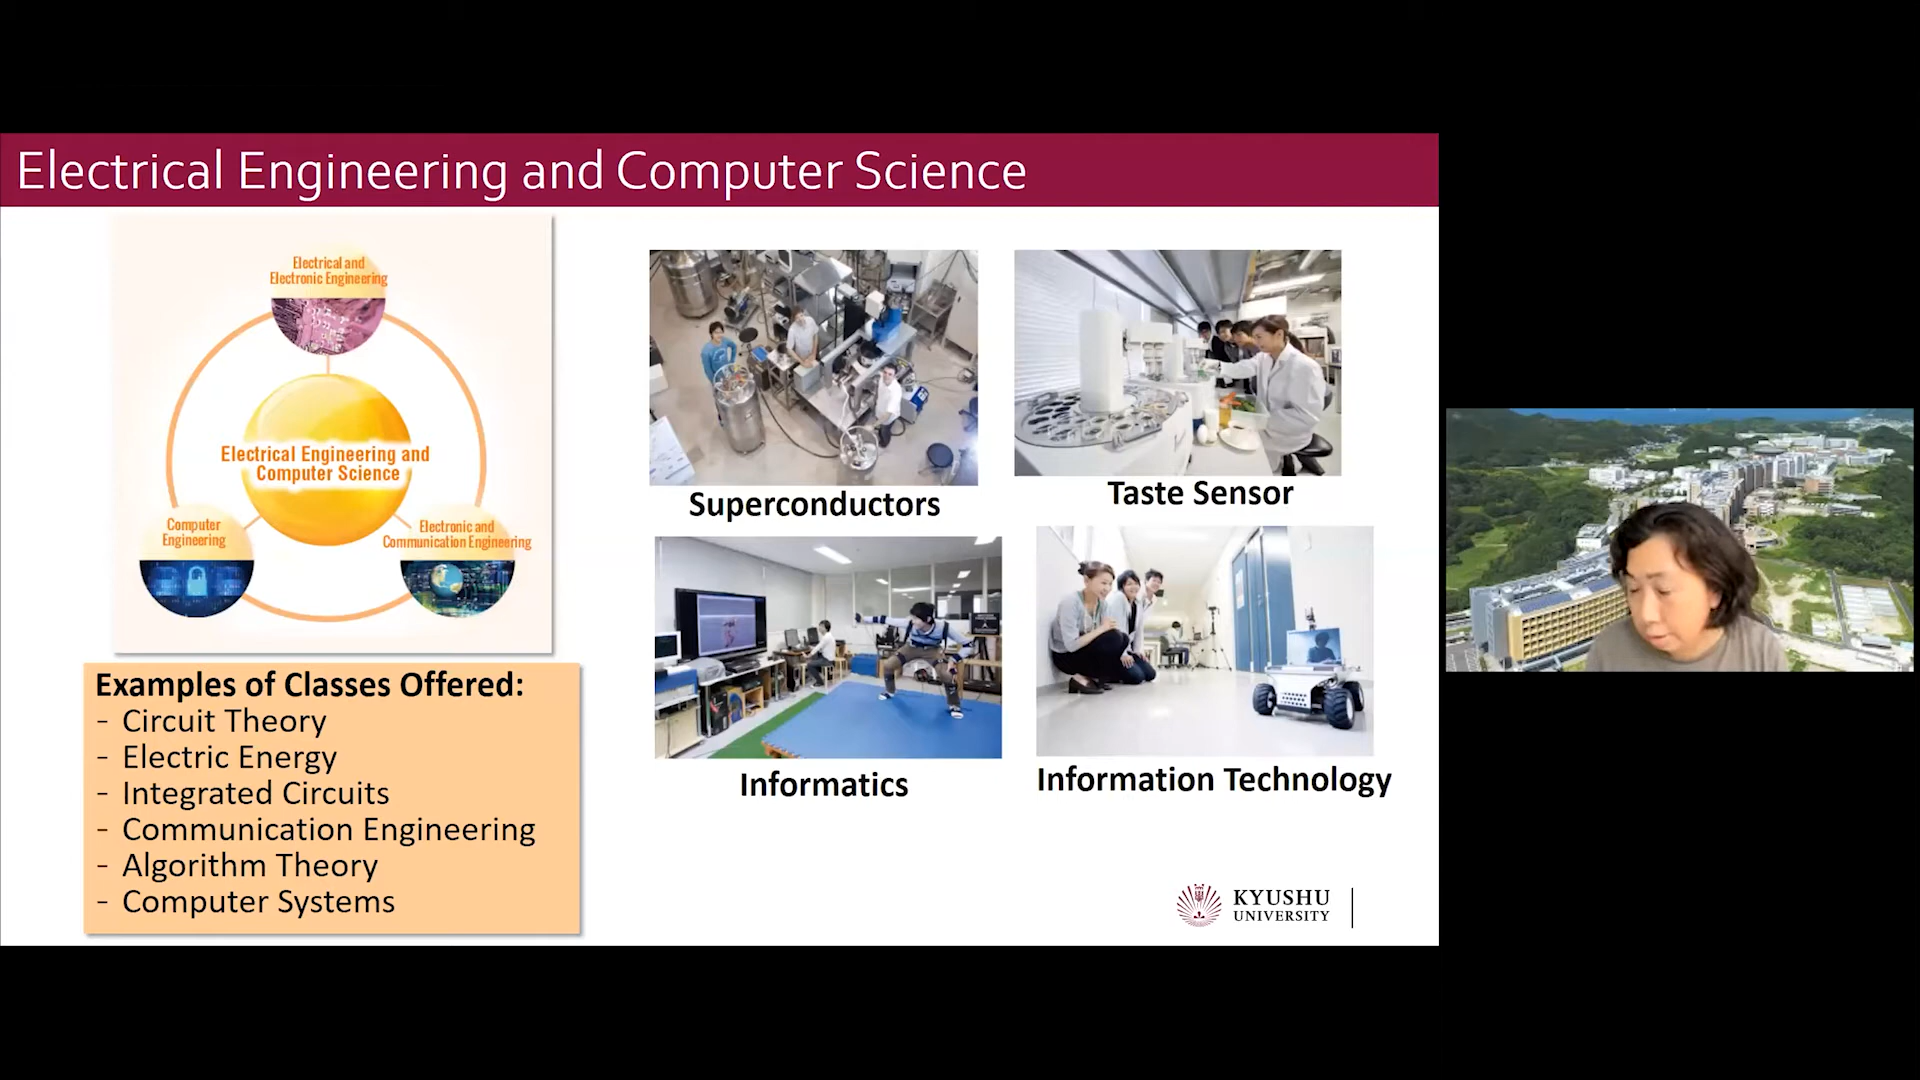 Electrical Engineering and Computer Science
Electrical and
Electronic Engineering
Electrical Engineering and
Computer Science
Computer
Engineering
Electronic and
Communication Engineering
Examples of Classes Offered:
- Circuit Theory
- Electric Energy
- Integrated Circuits
- Communication Engineering
- Algorithm Theory
- Computer Systems
Superconductors
Taste Sensor
Informatics
Information Technology
KYUSHU
UNIVERSITY